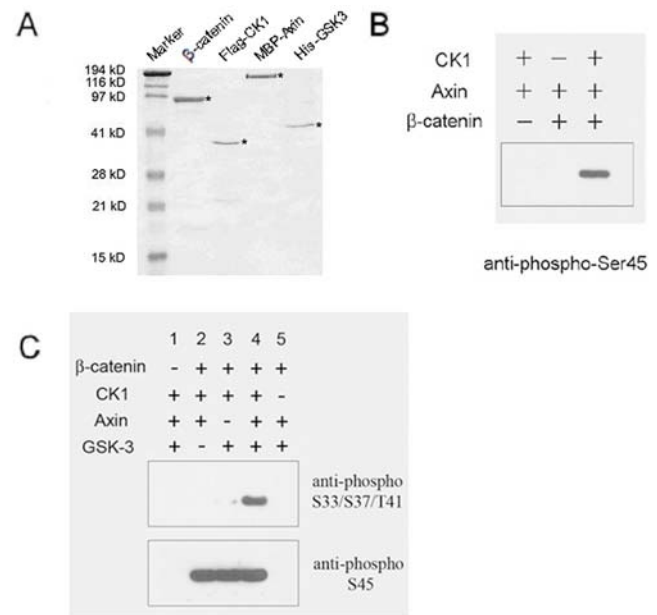 A
Marker
β-catenin
Flag-CK1
MBP-Axin
His-GSK3
194 kD
116 kD
97 kD
41 kD
28 kD
21 kD
15 kD
* * * *
B
CK1 + – +
Axin + + +
β-catenin – + +
anti-phospho-Ser45
C
1 2 3 4 5
β-catenin - + + + +
CK1 + + + + -
Axin + + - + +
GSK-3 + - + + +
anti-phospho
S33/S37/T41
anti-phospho
S45